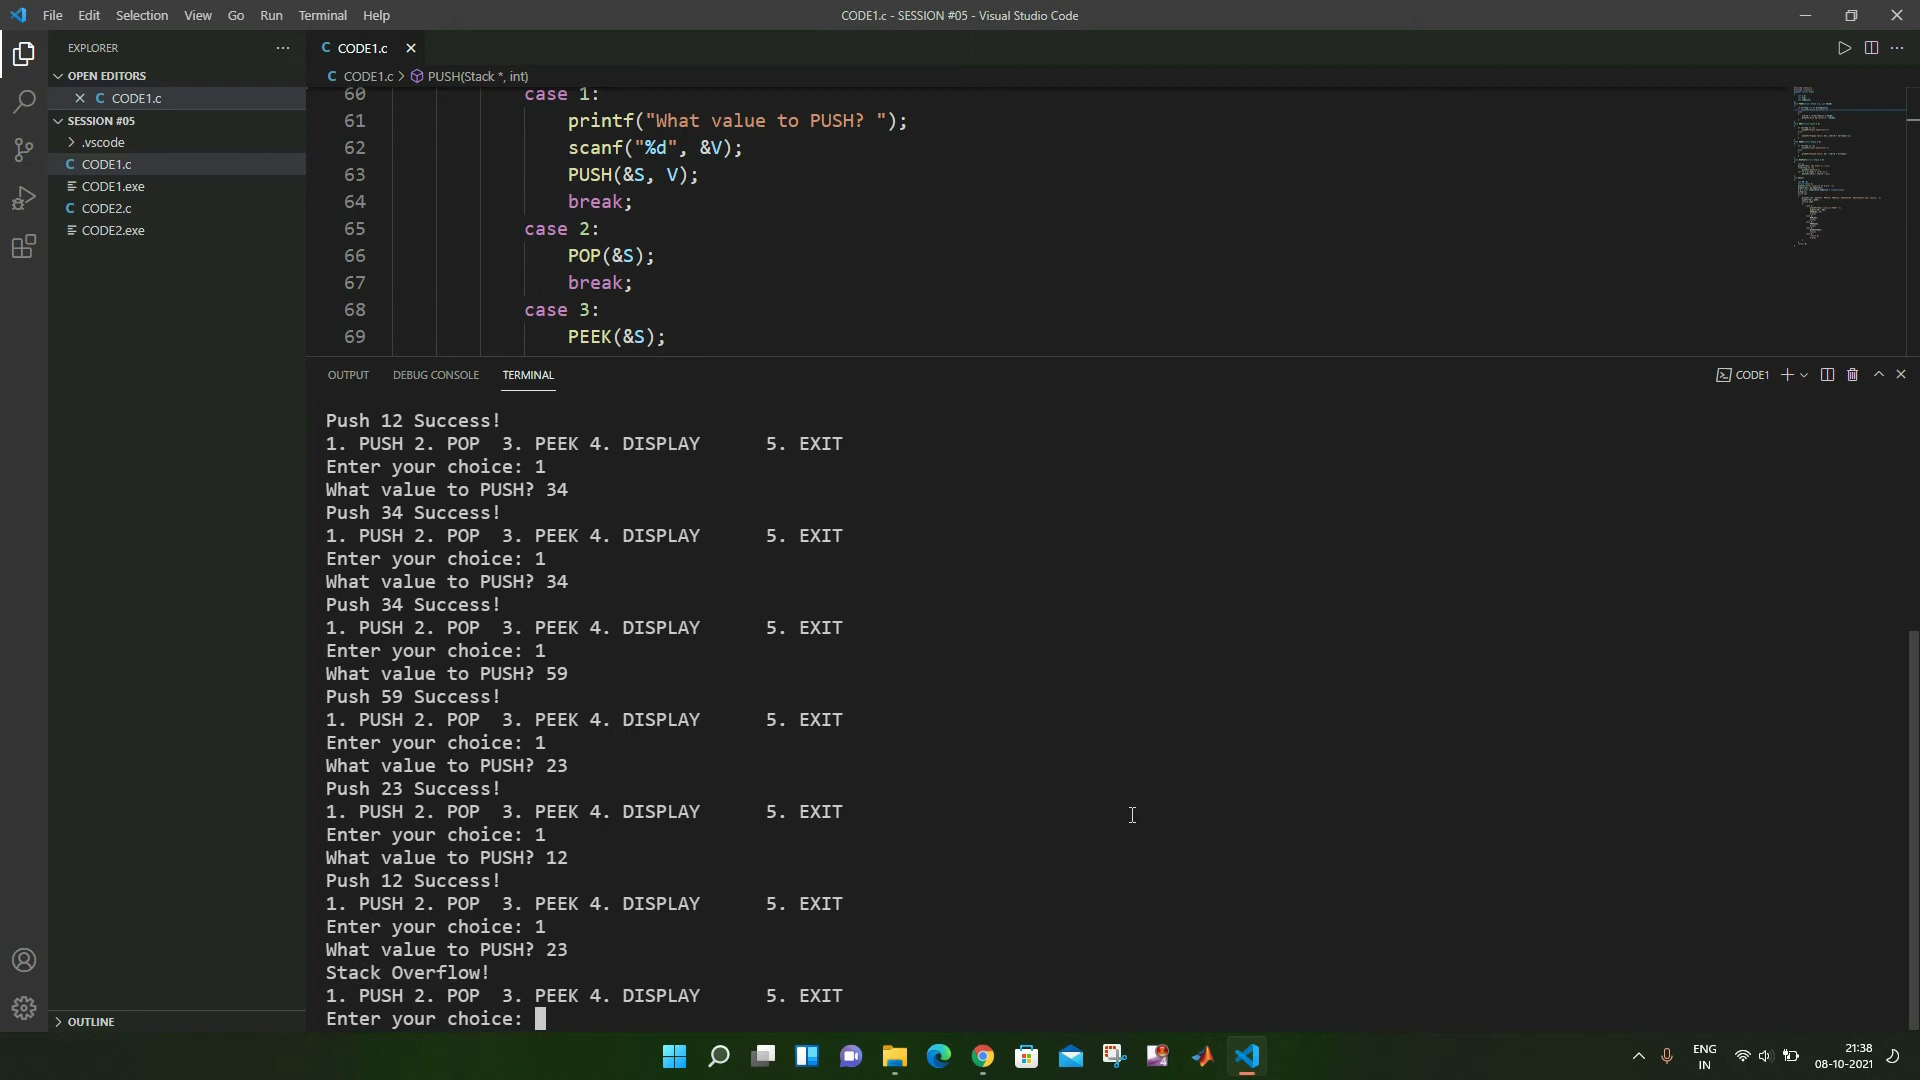 File Edit Selection View Go Run Terminal Help
CODE1.c - SESSION #05 - Visual Studio Code
EXPLORER
OPEN EDITORS
CODE1.c
SESSION #05
.vscode
CODE1.c
CODE1.exe
CODE2.c
CODE2.exe
OUTLINE
CODE1.c
CODE1.c > PUSH(Stack *, int)
60 case 1:
61 printf("What value to PUSH? ");
62 scanf("%d", &V);
63 PUSH(&S, V);
64 break;
65 case 2:
66 POP(&S);
67 break;
68 case 3:
69 PEEK(&S);
OUTPUT DEBUG CONSOLE TERMINAL
CODE1
Push 12 Success!
1. PUSH 2. POP 3. PEEK 4. DISPLAY 5. EXIT
Enter your choice: 1
What value to PUSH? 34
Push 34 Success!
1. PUSH 2. POP 3. PEEK 4. DISPLAY 5. EXIT
Enter your choice: 1
What value to PUSH? 34
Push 34 Success!
1. PUSH 2. POP 3. PEEK 4. DISPLAY 5. EXIT
Enter your choice: 1
What value to PUSH? 59
Push 59 Success!
1. PUSH 2. POP 3. PEEK 4. DISPLAY 5. EXIT
Enter your choice: 1
What value to PUSH? 23
Push 23 Success!
1. PUSH 2. POP 3. PEEK 4. DISPLAY 5. EXIT
Enter your choice: 1
What value to PUSH? 12
Push 12 Success!
1. PUSH 2. POP 3. PEEK 4. DISPLAY 5. EXIT
Enter your choice: 1
What value to PUSH? 23
Stack Overflow!
1. PUSH 2. POP 3. PEEK 4. DISPLAY 5. EXIT
Enter your choice:
ENG
IN
21:38
08-10-2021